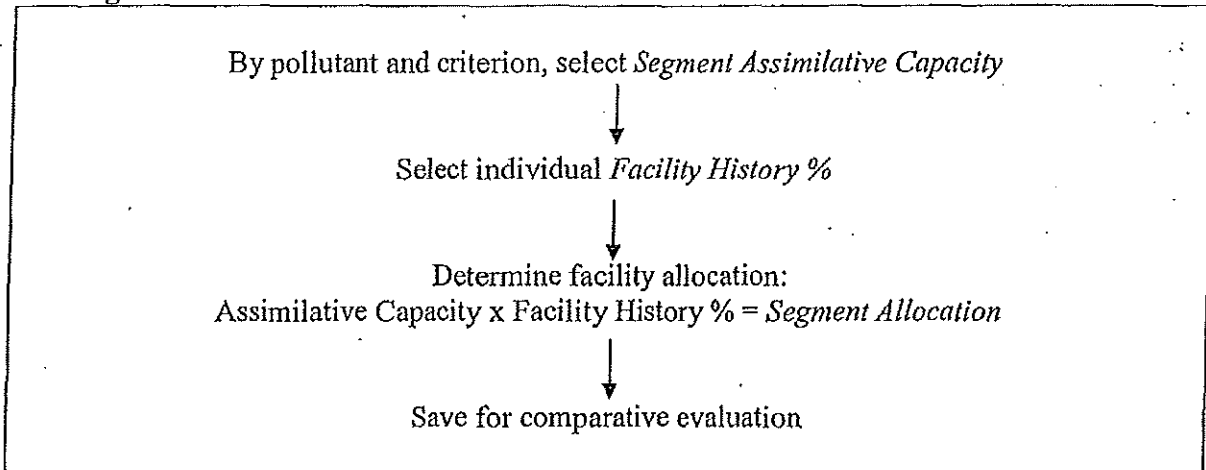 By pollutant and criterion, select Segment Assimilative Capacity
Select individual Facility History %
Determine facility allocation:
Assimilative Capacity x Facility History % = Segment Allocation
Save for comparative evaluation